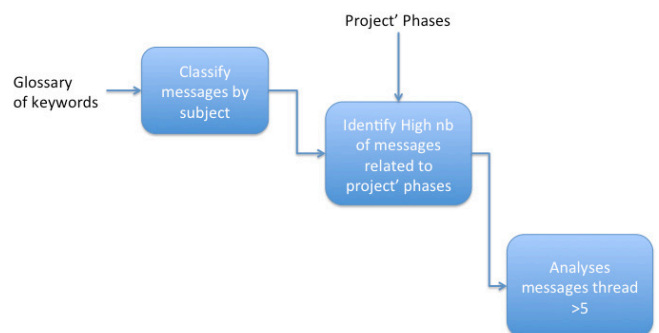 Project' Phases
Glossary
of keywords
Classify
messages by
subject
Identify High nb
of messages
related to
project' phases
Analyses
messages thread
>5